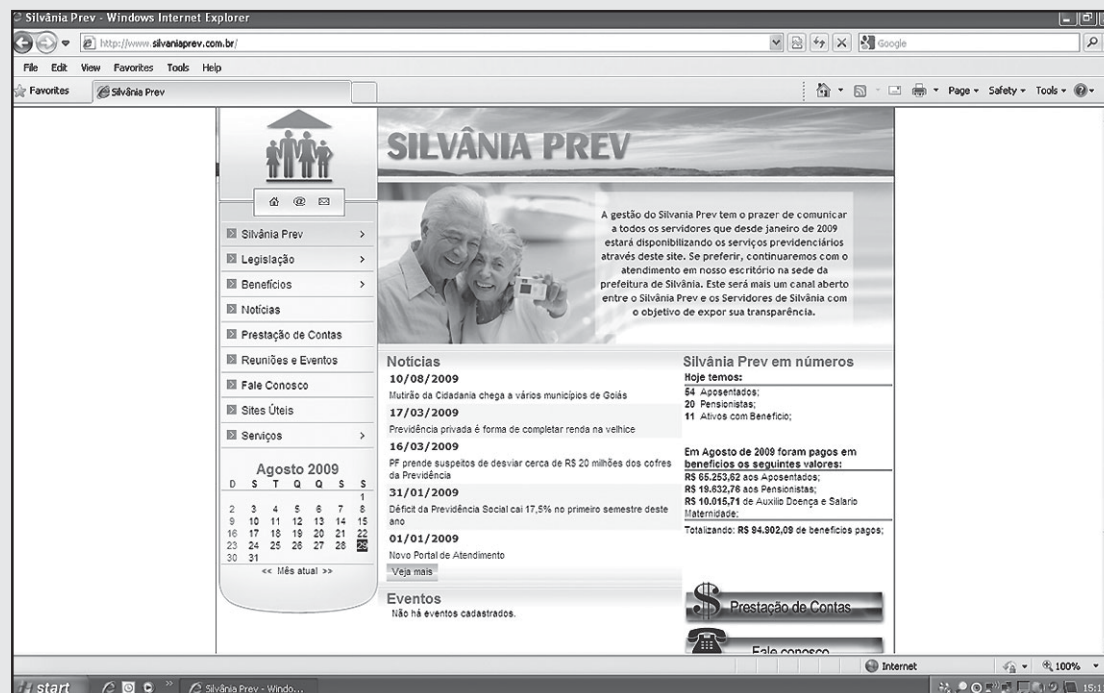 Silvânia Prev - Windows Internet Explorer
http://www.silvaniaprev.com.br/
Google
File Edit View Favorites Tools Help
Favorites
Silvânia Prev
Page
Safety
Tools
SILVÂNIA PREV
A gestão do Silvania Prev tem o prazer de comunicar
a todos os servidores que desde janeiro de 2009
estará disponibilizando os serviços previdenciários
através deste site. Se preferir, continuaremos com o
atendimento em nosso escritório na sede da
prefeitura de Silvânia. Este será mais um canal aberto
entre o Silvânia Prev e os Servidores de Silvânia com
o objetivo de expor sua transparência.
Silvânia Prev
Legislação
Benefícios
Notícias
Prestação de Contas
Reuniões e Eventos
Fale Conosco
Sites Úteis
Serviços
Agosto 2009
D S T Q Q S S
1
2 3 4 5 6 7 8
9 10 11 12 13 14 15
16 17 18 19 20 21 22
23 24 25 26 27 28 29
30 31
<< Mês atual >>
Notícias
10/08/2009
Mutirão da Cidadania chega a vários municípios de Goiás
17/03/2009
Previdência privada é forma de completar renda na velhice
16/03/2009
PF prende suspeitos de desviar cerca de R$ 20 milhões dos cofres
da Previdência
31/01/2009
Déficit da Previdência Social cai 17,5% no primeiro semestre deste
ano
01/01/2009
Novo Portal de Atendimento
Veja mais
Eventos
Não há eventos cadastrados.
Silvânia Prev em números
Hoje temos:
54 Aposentados;
20 Pensionistas;
11 Ativos com Benefício;
Em Agosto de 2009 foram pagos em
benefícios os seguintes valores:
R$ 65.253,62 aos Aposentados;
R$ 19.632,76 aos Pensionistas;
R$ 10.015,71 de Auxilio Doença e Salario
Maternidade;
Totalizando: R$ 94.902,09 de beneficios pagos;
Prestação de Contas
Fale conosco
Internet
100%
start
Silvânia Prev - Windo...